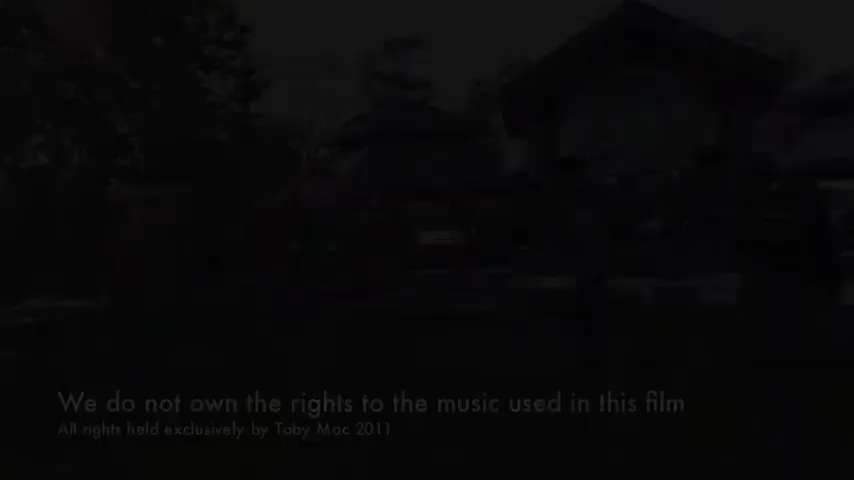 We do not own the rights to the music used in this film
All rights held exclusively by Toby Mac 2011